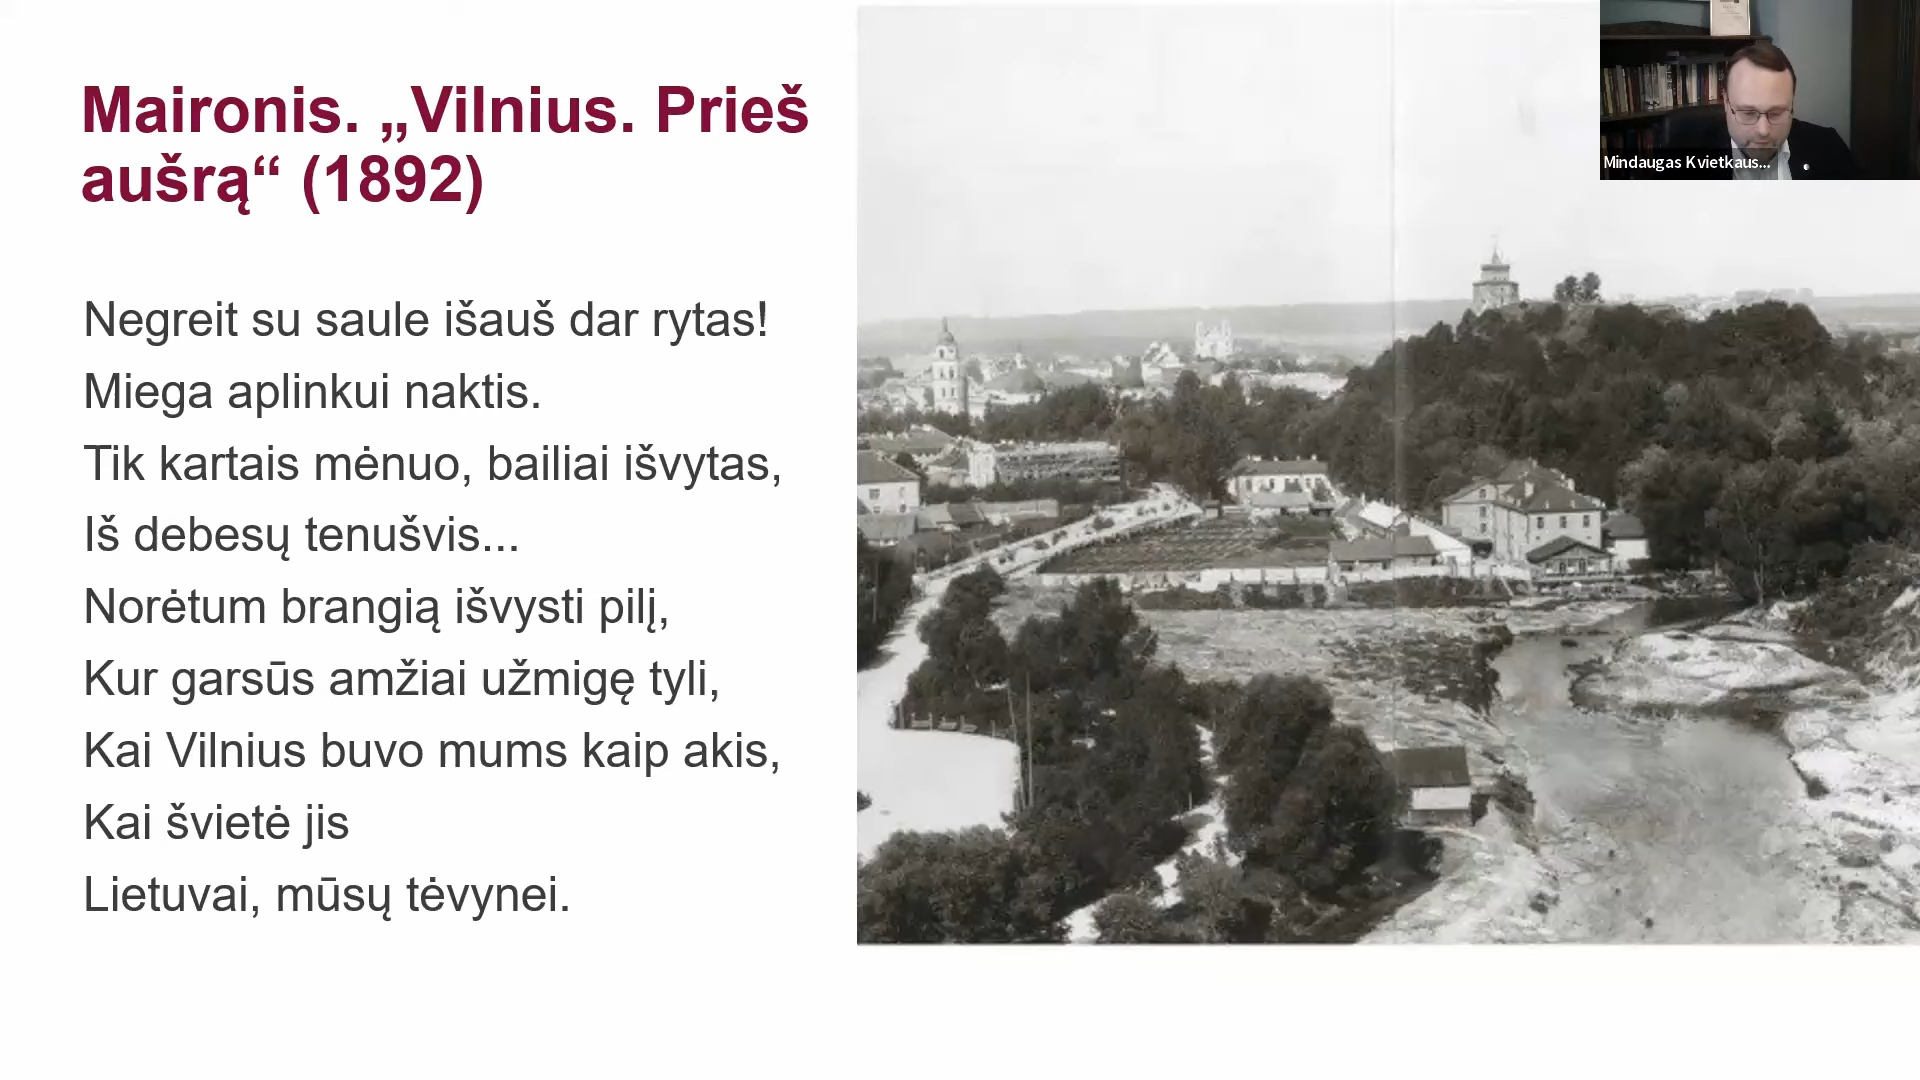 Maironis. „Vilnius. Prieš
aušrą“ (1892)
Negreit su saule išauš dar rytas!
Miega aplinkui naktis.
Tik kartais mėnuo, bailiai išvytas,
Iš debesų tenušvis...
Norėtum brangią išvysti pilį,
Kur garsūs amžiai užmigę tyli,
Kai Vilnius buvo mums kaip akis,
Kai švietė jis
Lietuvai, mūsų tėvynei.
Mindaugas Kvietkaus...